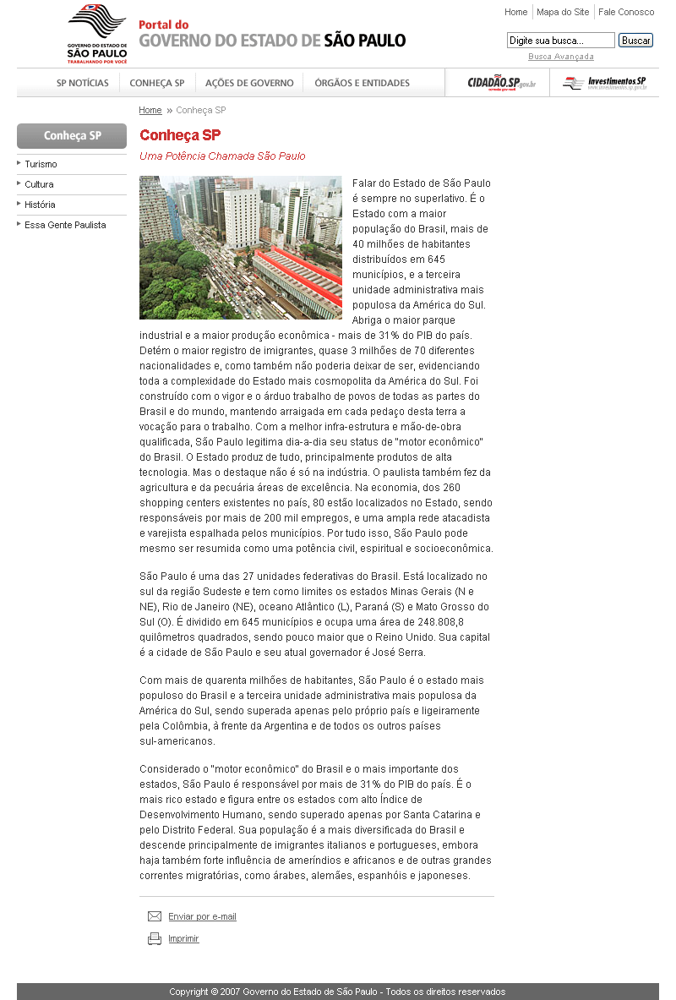 GOVERNO DO ESTADO DE
SÃO PAULO
TRABALHANDO POR VOCÊ
Portal do
GOVERNO DO ESTADO DE SÃO PAULO
Home | Mapa do Site | Fale Conosco
Digite sua busca... Buscar
Busca Avançada
SP NOTÍCIAS CONHEÇA SP AÇÕES DE GOVERNO ÓRGÃOS E ENTIDADES CIDADÃO.SP.gov.br Investimentos.SP
www.investimentos.sp.gov.br
Home » Conheça SP
Conheça SP
Turismo
Cultura
História
Essa Gente Paulista
Conheça SP
Uma Potência Chamada São Paulo
Falar do Estado de São Paulo
é sempre no superlativo. É o
Estado com a maior
população do Brasil, mais de
40 milhões de habitantes
distribuídos em 645
municípios, e a terceira
unidade administrativa mais
populosa da América do Sul.
Abriga o maior parque
industrial e a maior produção econômica - mais de 31% do PIB do país.
Detém o maior registro de imigrantes, quase 3 milhões de 70 diferentes
nacionalidades e, como também não poderia deixar de ser, evidenciando
toda a complexidade do Estado mais cosmopolita da América do Sul. Foi
construído com o vigor e o árduo trabalho de povos de todas as partes do
Brasil e do mundo, mantendo arraigada em cada pedaço desta terra a
vocação para o trabalho. Com a melhor infra-estrutura e mão-de-obra
qualificada, São Paulo legitima dia-a-dia seu status de "motor econômico"
do Brasil. O Estado produz de tudo, principalmente produtos de alta
tecnologia. Mas o destaque não é só na indústria. O paulista também fez da
agricultura e da pecuária áreas de excelência. Na economia, dos 260
shopping centers existentes no país, 80 estão localizados no Estado, sendo
responsáveis por mais de 200 mil empregos, e uma ampla rede atacadista
e varejista espalhada pelos municípios. Por tudo isso, São Paulo pode
mesmo ser resumida como uma potência civil, espiritual e socioeconômica.
São Paulo é uma das 27 unidades federativas do Brasil. Está localizado no
sul da região Sudeste e tem como limites os estados Minas Gerais (N e
NE), Rio de Janeiro (NE), oceano Atlântico (L), Paraná (S) e Mato Grosso do
Sul (O). É dividido em 645 municípios e ocupa uma área de 248.808,8
quilômetros quadrados, sendo pouco maior que o Reino Unido. Sua capital
é a cidade de São Paulo e seu atual governador é José Serra.
Com mais de quarenta milhões de habitantes, São Paulo é o estado mais
populoso do Brasil e a terceira unidade administrativa mais populosa da
América do Sul, sendo superada apenas pelo próprio país e ligeiramente
pela Colômbia, à frente da Argentina e de todos os outros países
sul-americanos.
Considerado o "motor econômico" do Brasil e o mais importante dos
estados, São Paulo é responsável por mais de 31% do PIB do país. É o
mais rico estado e figura entre os estados com alto Índice de
Desenvolvimento Humano, sendo superado apenas por Santa Catarina e
pelo Distrito Federal. Sua população é a mais diversificada do Brasil e
descende principalmente de imigrantes italianos e portugueses, embora
haja também forte influência de ameríndios e africanos e de outras grandes
correntes migratórias, como árabes, alemães, espanhóis e japoneses.
Enviar por e-mail
Imprimir
Copyright © 2007 Governo do Estado de São Paulo - Todos os direitos reservados